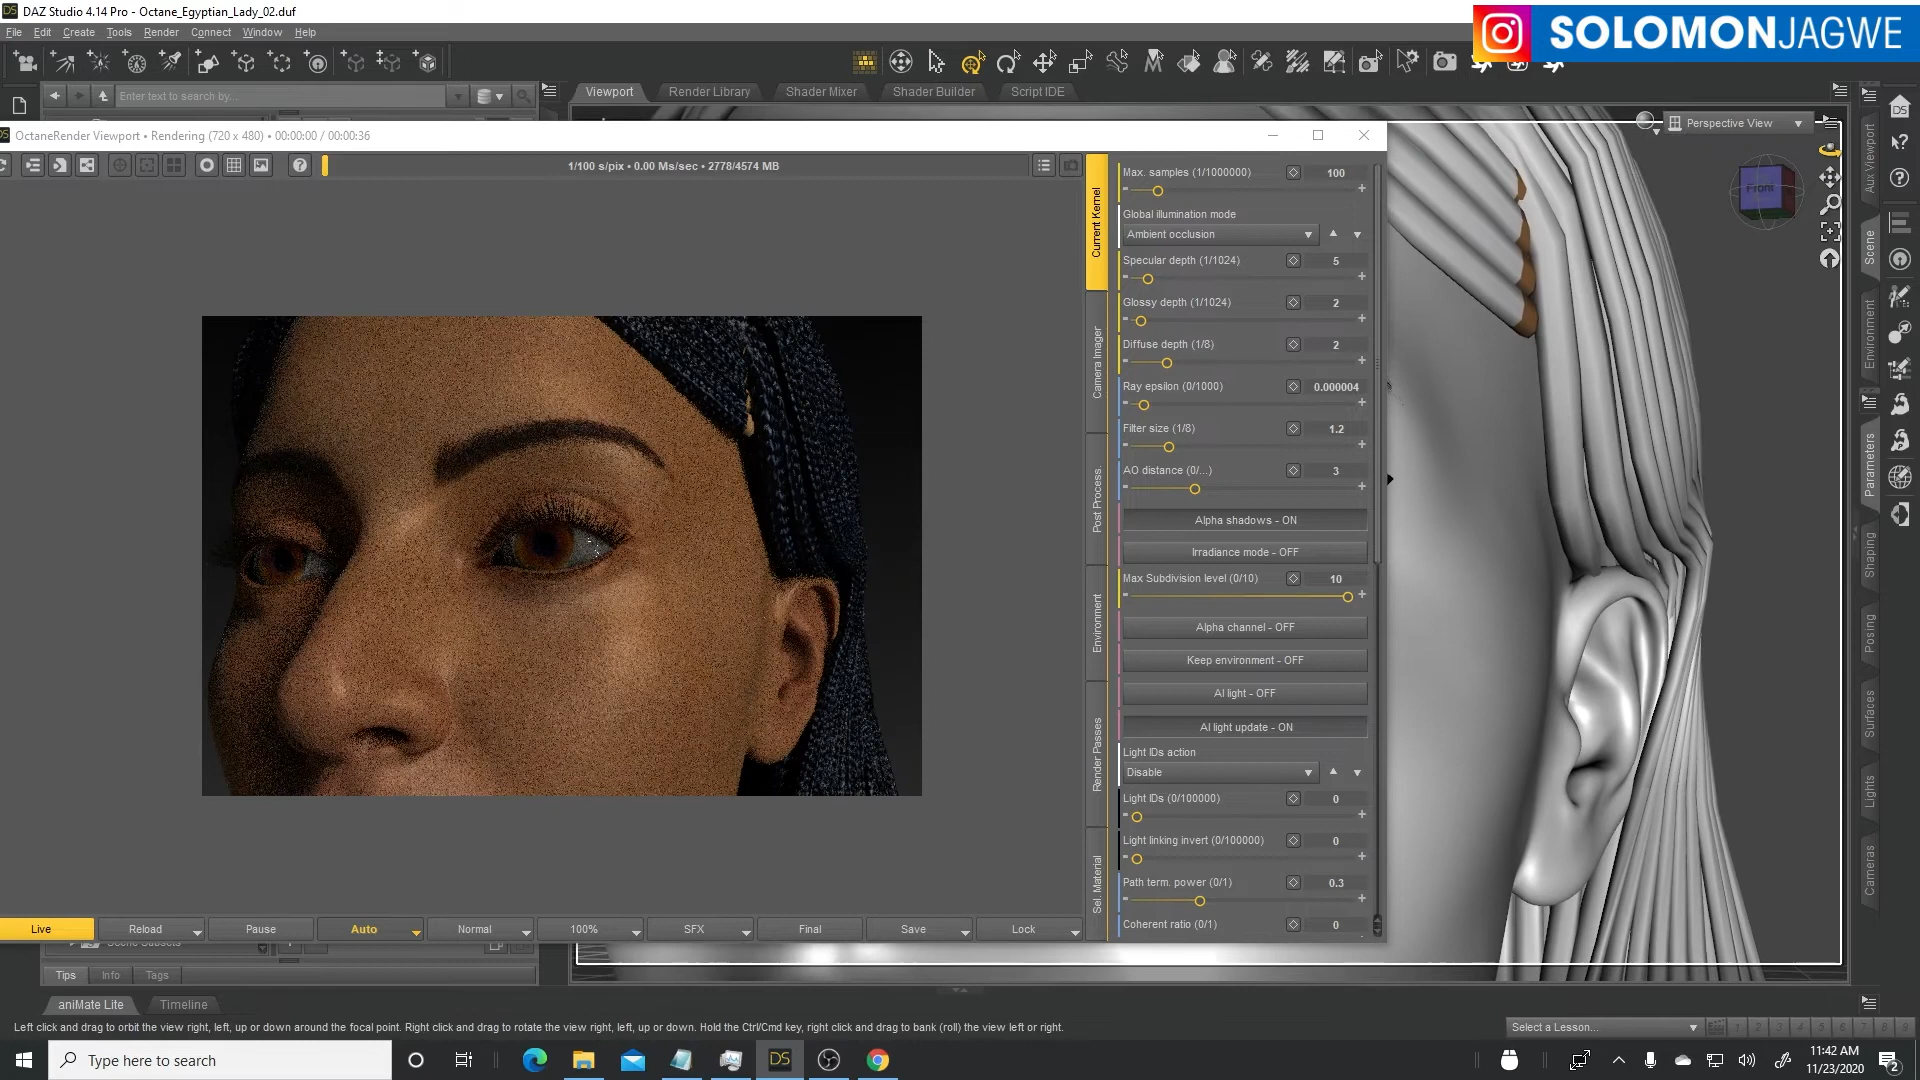 DAZ Studio 4.14 Pro - Octane_Egyptian_Lady_02.duf
SOLOMONJAGWE
File Edit Create Tools Render Connect Window Help
Enter text to search by...
Viewport Render Library Shader Mixer Shader Builder Script IDE
OctaneRender Viewport • Rendering (720 x 480) • 00:00:00 / 00:00:36
Perspective View
Front
1/100 s/pix • 0.00 Ms/sec • 2778/4574 MB
Current Kernel
Camera Imager
Post Process.
Environment
Render Passes
Sel. Material
Max. samples (1/1000000) 100
Global illumination mode
Ambient occlusion
Specular depth (1/1024) 5
Glossy depth (1/1024) 2
Diffuse depth (1/8) 2
Ray epsilon (0/1000) 0.000004
Filter size (1/8) 1.2
AO distance (0/...) 3
Alpha shadows - ON
Irradiance mode - OFF
Max Subdivision level (0/10) 10
Alpha channel - OFF
Keep environment - OFF
AI light - OFF
AI light update - ON
Light IDs action
Disable
Light IDs (0/100000) 0
Light linking invert (0/100000) 0
Path term. power (0/1) 0.3
Coherent ratio (0/1) 0
Aux Viewport
Scene
Environment
Parameters
Shaping
Posing
Surfaces
Lights
Cameras
Live Reload Pause Auto Normal 100% SFX Final Save Lock
Tips Info Tags
aniMate Lite Timeline
Left click and drag to orbit the view right, left, up or down around the focal point. Right click and drag to rotate the view right, left, up or down. Hold the Ctrl/Cmd key, right click and drag to bank (roll) the view left or right.
Select a Lesson... 1 2 3 4 5 6 7 8 9
Type here to search
DS
11:42 AM
11/23/2020
2